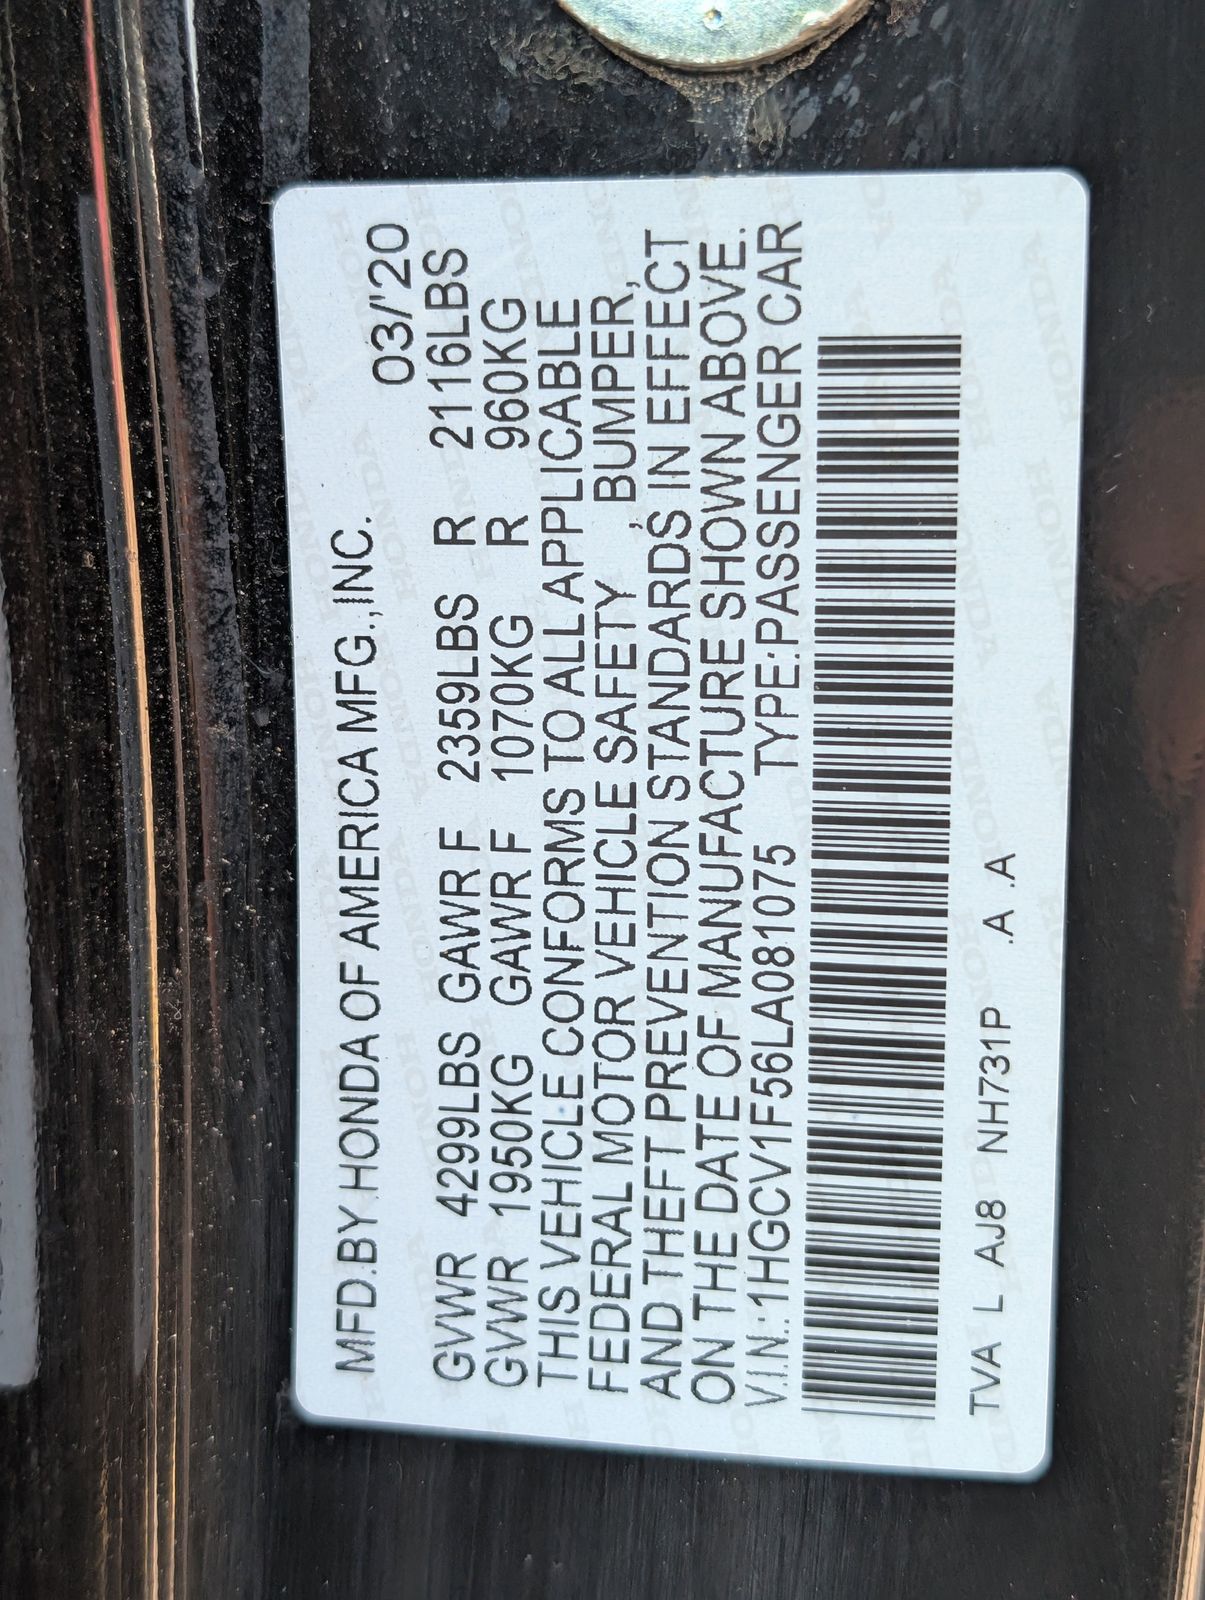 MFD.BY HONDA OF AMERICA MFG.,INC. 03/'20
GVWR 4299LBS GAWR F 2359LBS R 2116LBS
GVWR 1950KG GAWR F 1070KG R 960KG
THIS VEHICLE CONFORMS TO ALL APPLICABLE
FEDERAL MOTOR VEHICLE SAFETY, BUMPER,
AND THEFT PREVENTION STANDARDS IN EFFECT
ON THE DATE OF MANUFACTURE SHOWN ABOVE.
V.I.N.:1HGCV1F56LA081075 TYPE:PASSENGER CAR
TVA L AJ8 NH731P .A .A